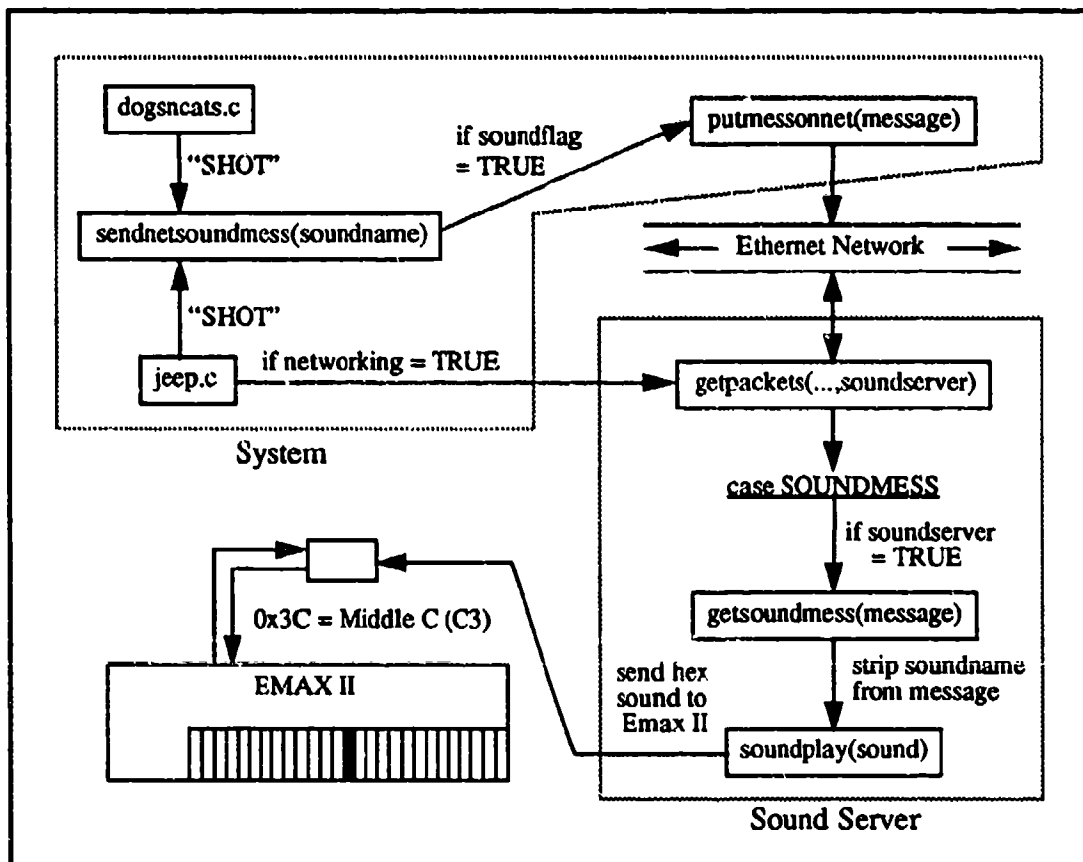 dogsncats.c
"SHOT"
sendnetsoundmess(soundname)
"SHOT"
jeep.c
if soundflag
= TRUE
putmessonnet(message)
Ethernet Network
if networking = TRUE
System
getpackets(...,soundserver)
case SOUNDMESS
if soundserver
= TRUE
getsoundmess(message)
strip soundname
from message
soundplay(sound)
send hex
sound to
Emax II
Sound Server
0x3C = Middle C (C3)
EMAX II